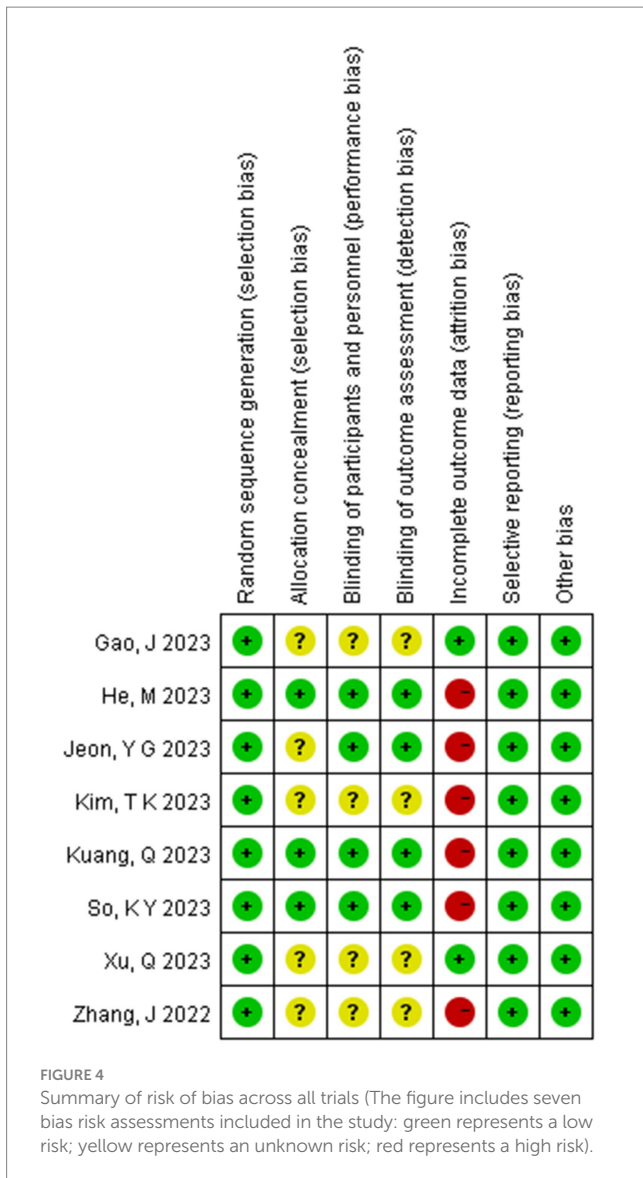 Random sequence generation (selection bias)
Allocation concealment (selection bias)
Blinding of participants and personnel (performance bias)
Blinding of outcome assessment (detection bias)
Incomplete outcome data (attrition bias)
Selective reporting (reporting bias)
Other bias
Gao, J 2023 + ? ? ? + + +
He, M 2023 + + + + - + +
Jeon, Y G 2023 + ? + + - + +
Kim, T K 2023 + ? ? ? - + +
Kuang, Q 2023 + + + + - + +
So, K Y 2023 + + + + - + +
Xu, Q 2023 + ? ? ? + + +
Zhang, J 2022 + ? ? ? - + +
FIGURE 4
Summary of risk of bias across all trials (The figure includes seven
bias risk assessments included in the study: green represents a low
risk; yellow represents an unknown risk; red represents a high risk).